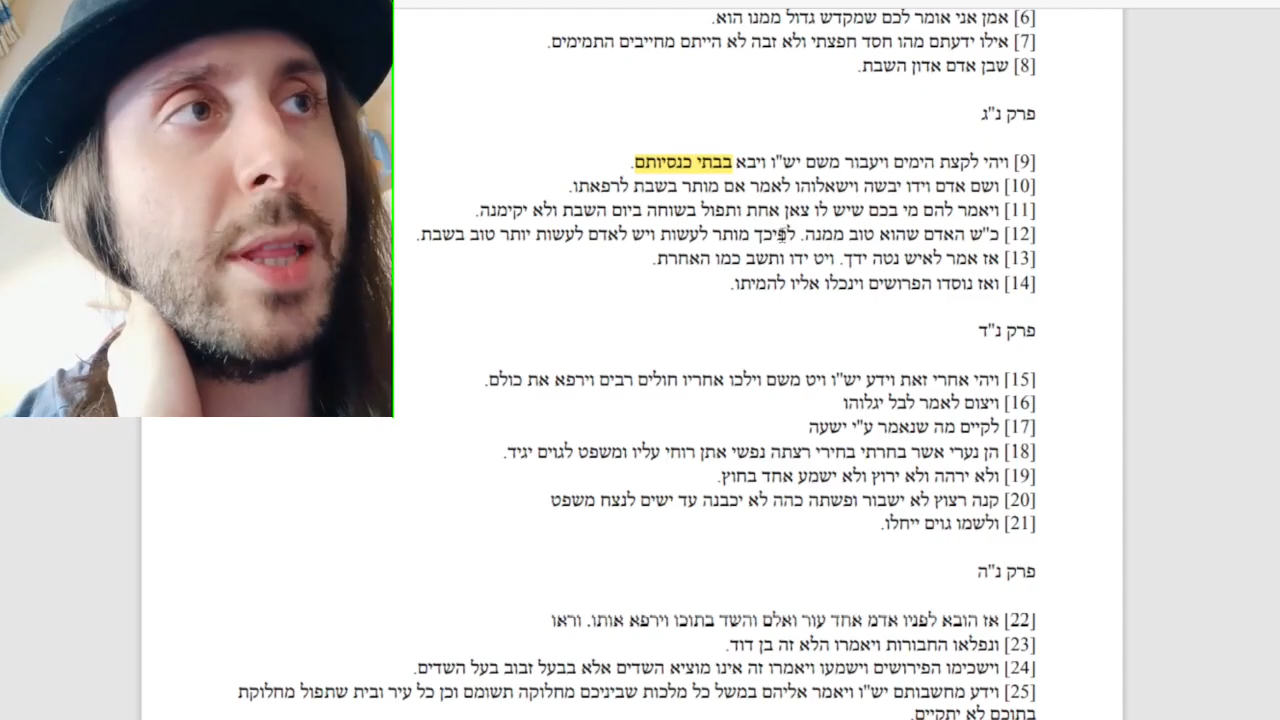 [6] אמן אני אומר לכם שמקדש גדול ממנו הוא.
[7] אילו ידעתם מהו חסד חפצתי ולא זבה לא הייתם מחייבים התמימים.
[8] שבן אדם אדון השבת.
פרק נ"ג
[9] ויהי לקצת הימים ויעבור משם יש"ו ויבא בבתי כנסיותם.
[10] ושם אדם וידו יבשה וישאלוהו לאמר אם מותר בשבת לרפאתו.
[11] ויאמר להם מי בכם שיש לו צאן אחת ותפול בשוחה ביום השבת ולא יקימנה.
[12] כ"ש האדם שהוא טוב ממנה. לפיכך מותר לעשות ויש לאדם לעשות יותר טוב בשבת.
[13] אז אמר לאיש נטה ידך. ויט ידו ותשב כמו האחרת.
[14] ואז נוסדו הפרושים וינכלו אליו להמיתו.
פרק נ"ד
[15] ויהי אחרי זאת וידע יש"ו ויט משם וילכו אחריו חולים רבים וירפא את כולם.
[16] ויצום לאמר לבל יגלוהו
[17] לקיים מה שנאמר ע"י ישעה
[18] הן נערי אשר בחרתי בחירי רצתה נפשי אתן רוחי עליו ומשפט לגוים יגיד.
[19] ולא ירהה ולא ירוץ ולא ישמע אחד בחוץ.
[20] קנה רצוץ לא ישבור ופשתה כהה לא יכבנה עד ישים לנצח משפט
[21] ולשמו גוים ייחלו.
פרק נ"ה
[22] אז הובא לפניו אדמ אחד עור ואלם והשד בתוכו וירפא אותו. וראו
[23] ונפלאו החבורות ויאמרו הלא זה בן דוד.
[24] וישכימו הפירושים וישמעו ויאמרו זה אינו מוציא השדים אלא בבעל זבוב בעל השדים.
[25] וידע מחשבותם יש"ו ויאמר אליהם במשל כל מלכות שביניכם מחלוקה תשומם וכן כל עיר ובית שתפול מחלוקת
בתוכם לא יתקיים.